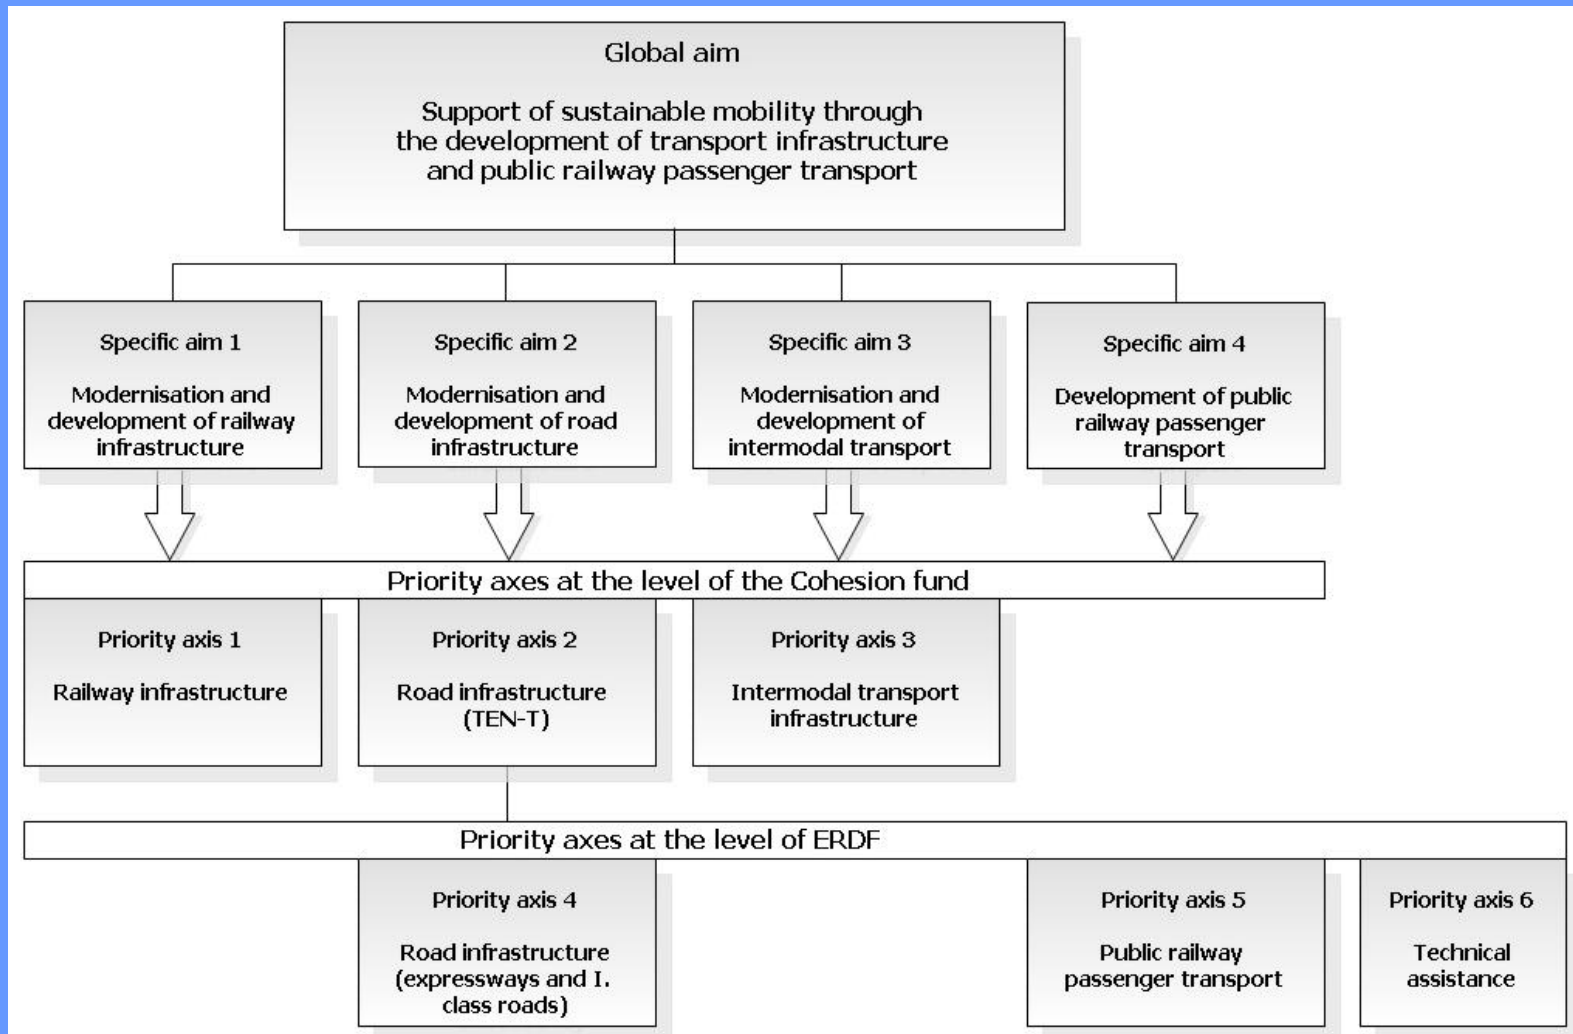 Global aim
Support of sustainable mobility through
the development of transport infrastructure
and public railway passenger transport
Specific aim 1
Modernisation and
development of railway
infrastructure
Specific aim 2
Modernisation and
development of road
infrastructure
Specific aim 3
Modernisation and
development of
intermodal transport
Specific aim 4
Development of public
railway passenger
transport
Priority axes at the level of the Cohesion fund
Priority axis 1
Railway infrastructure
Priority axis 2
Road infrastructure
(TEN-T)
Priority axis 3
Intermodal transport
infrastructure
Priority axes at the level of ERDF
Priority axis 4
Road infrastructure
(expressways and I.
class roads)
Priority axis 5
Public railway
passenger transport
Priority axis 6
Technical
assistance